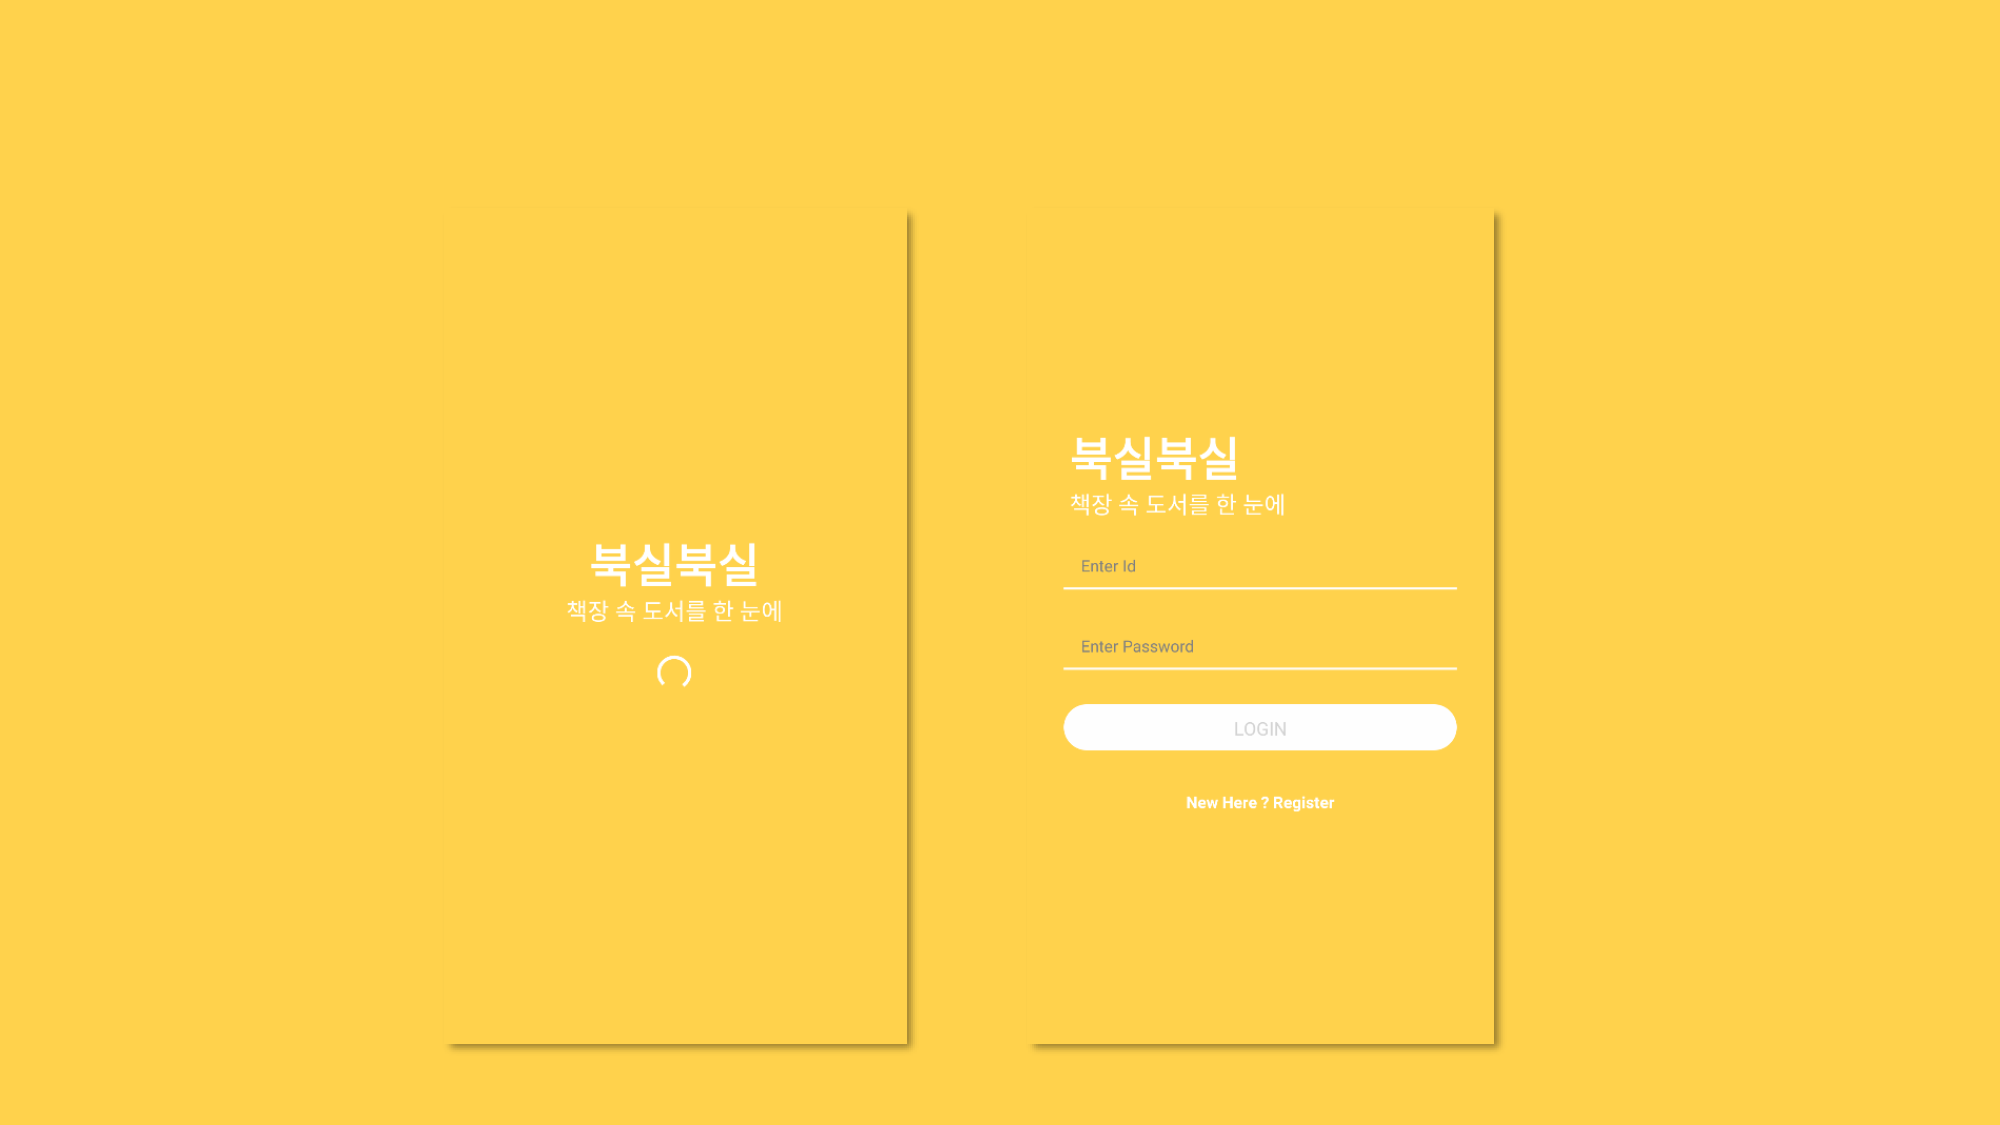 북실북실
책장 속 도서를 한 눈에
북실북실
책장 속 도서를 한 눈에
Enter Id
Enter Password
LOGIN
New Here ? Register